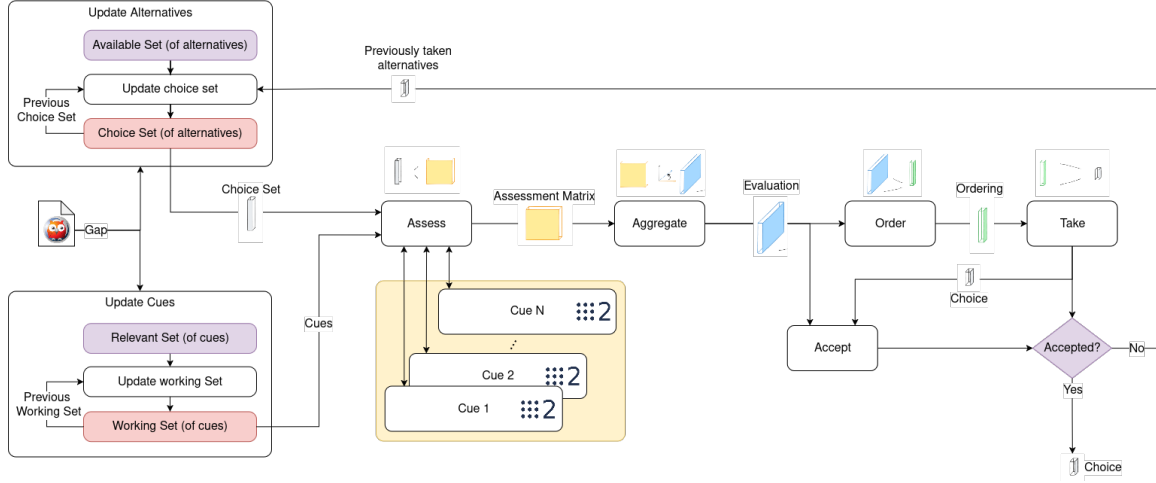 Update Alternatives
Available Set (of alternatives)
Update choice set
Previous
Choice Set
Choice Set (of alternatives)
Previously taken
alternatives
Choice Set
Gap
Assess
Assessment Matrix
Aggregate
Evaluation
Order
Ordering
Take
Update Cues
Relevant Set (of cues)
Update working Set
Previous
Working Set
Working Set (of cues)
Cues
Cue N
2
⋰
Cue 2
2
Cue 1
2
Choice
Accept
Accepted?
No
Yes
Choice